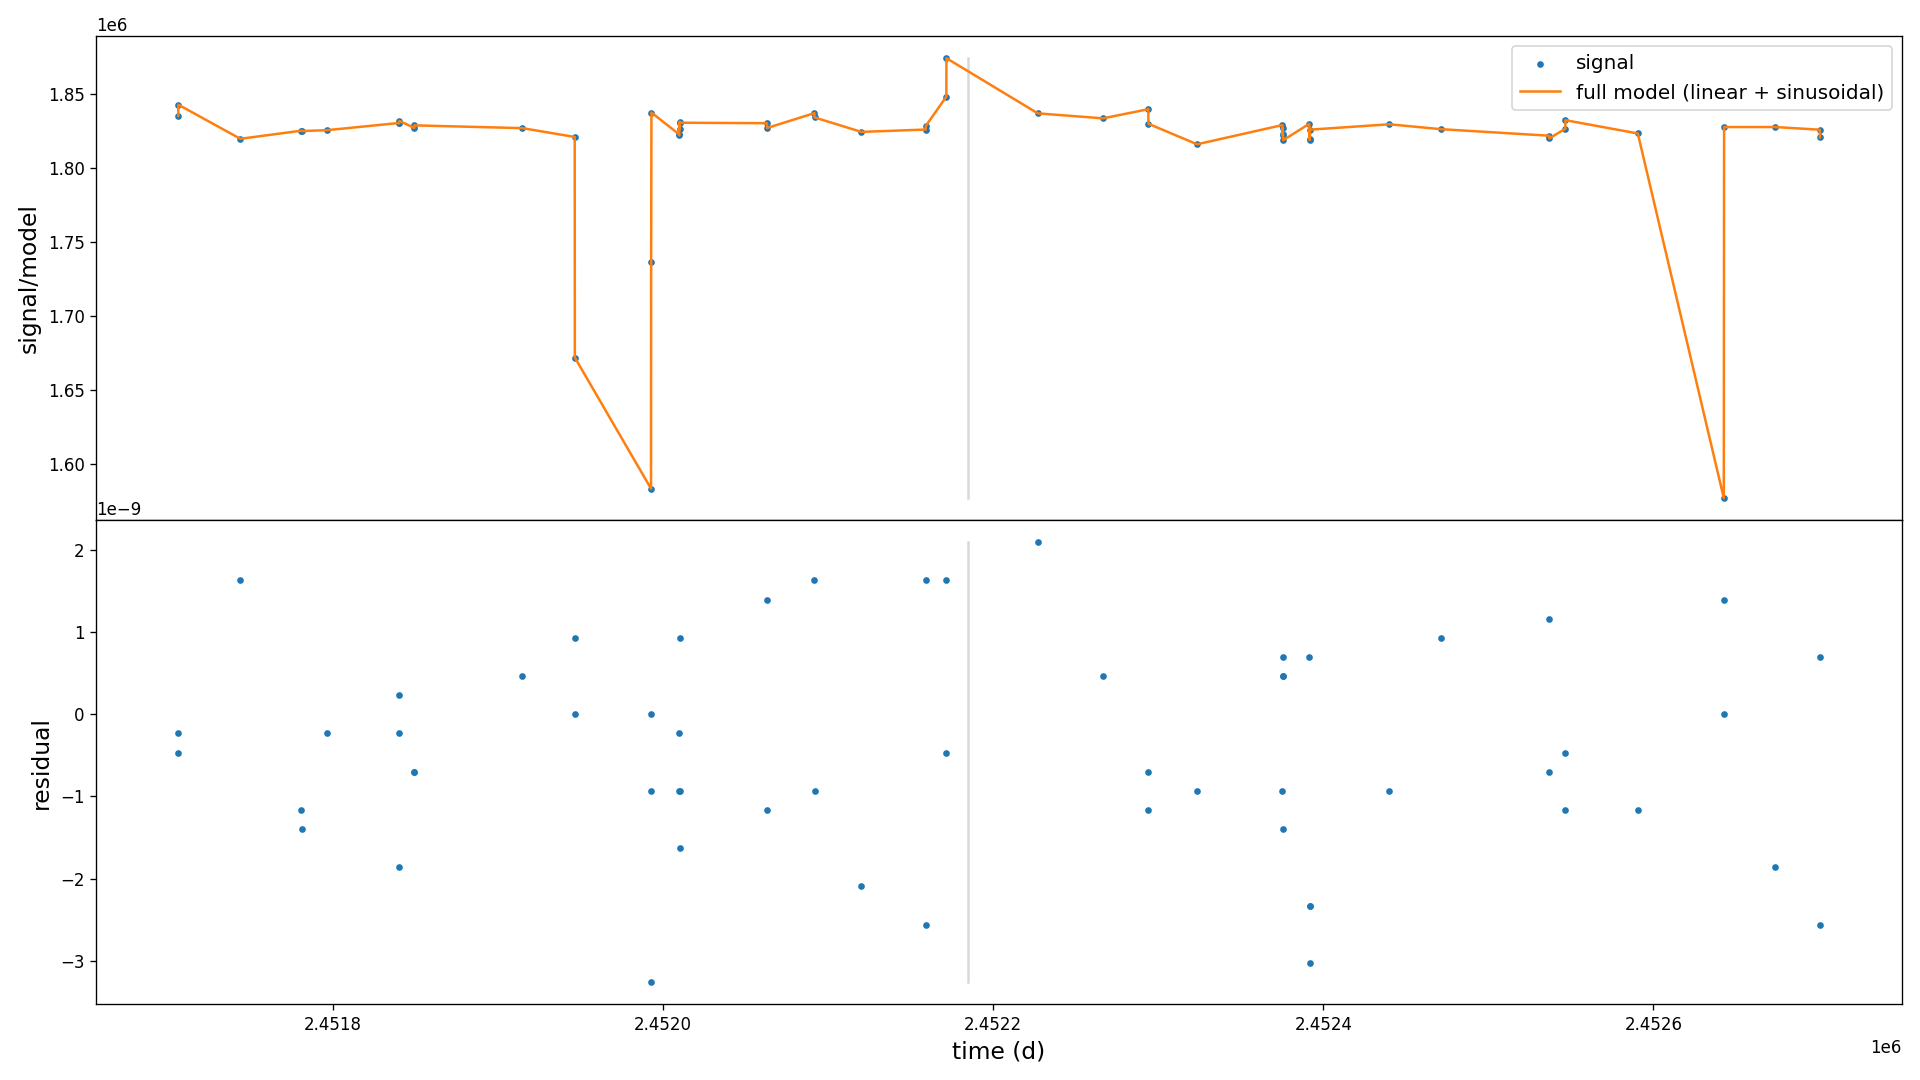 1e6
signal
full model (linear + sinusoidal)
1.85
1.80
1.75
1.70
1.65
1.60
signal/model
1e−9
2
1
0
−1
−2
−3
residual
2.4518
2.4520
2.4522
2.4524
2.4526
time (d)
1e6